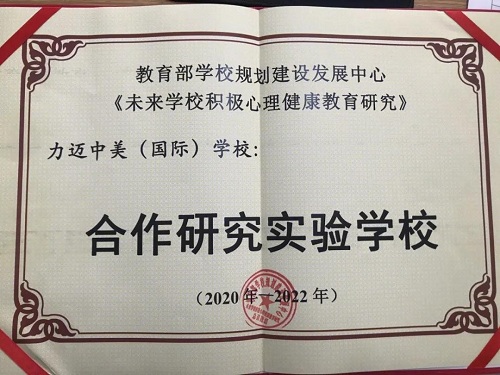 教育部学校规划建设发展中心
《未来学校积极心理健康教育研究》
力迈中美（国际）学校:
合作研究实验学校
（2020年—2022年）